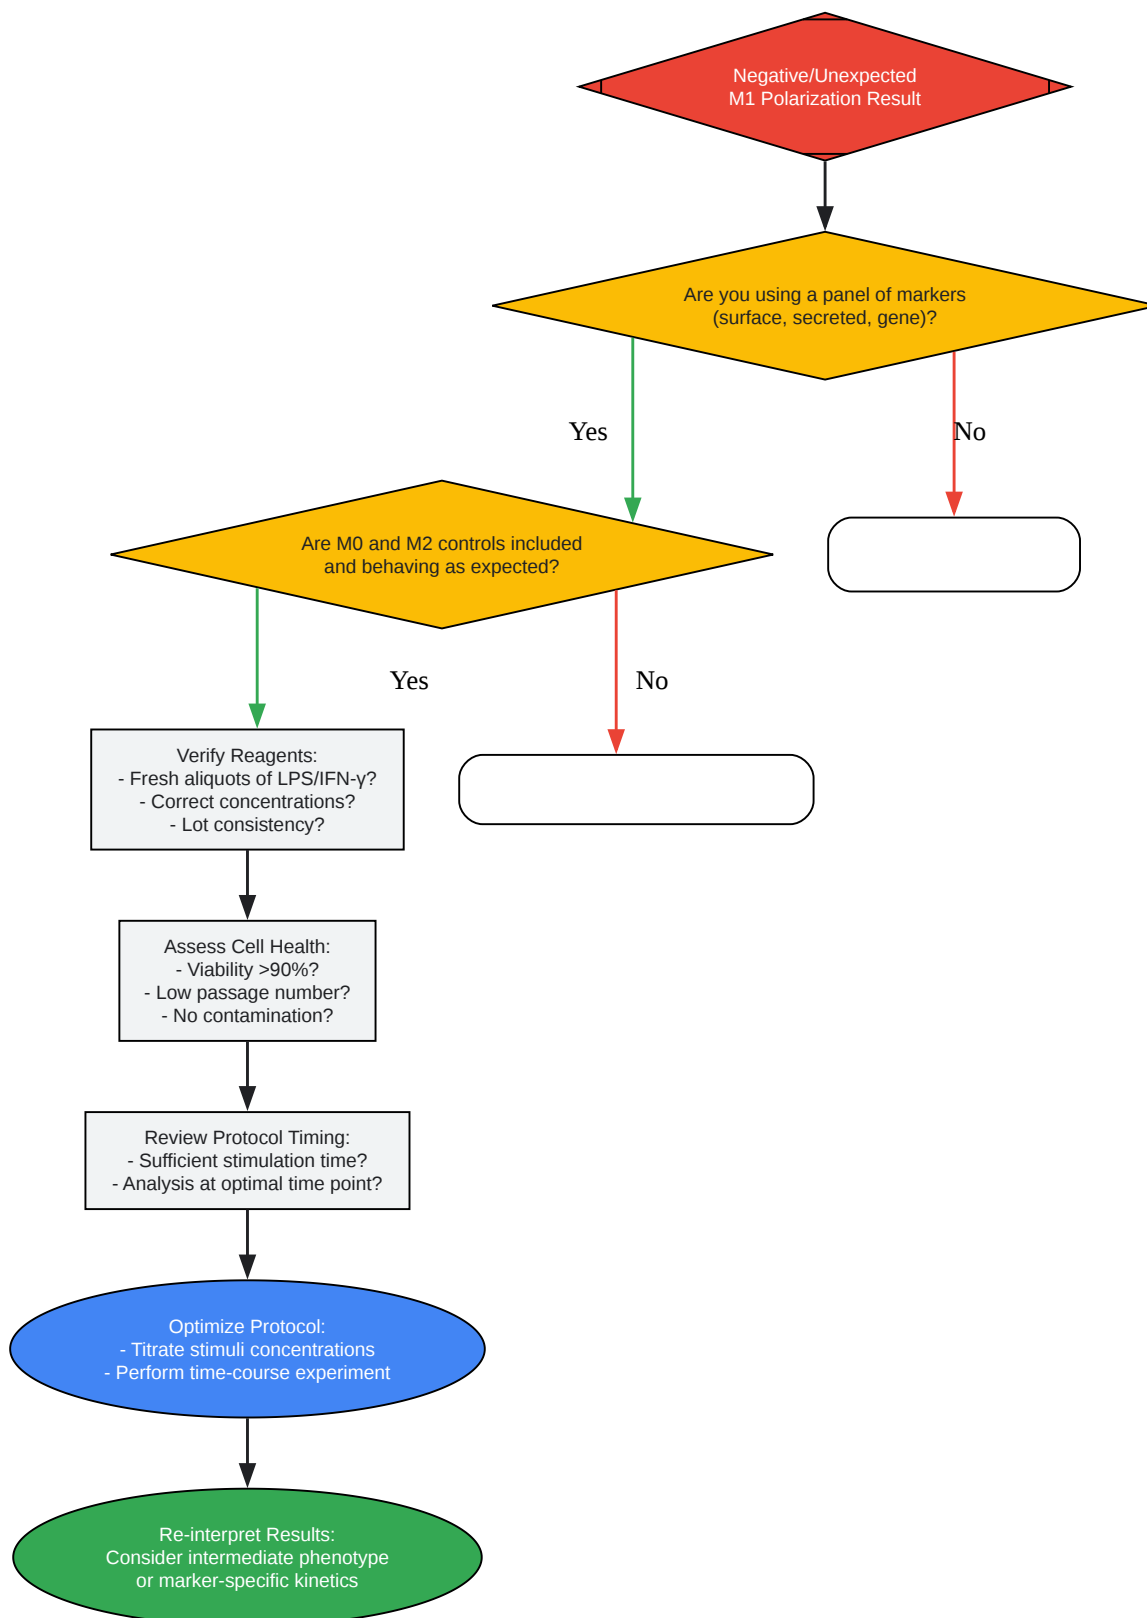 Negative/Unexpected
M1 Polarization Result
Are you using a panel of markers
(surface, secreted, gene)?
Yes
No
Are M0 and M2 controls included
and behaving as expected?
Yes
No
Verify Reagents:
- Fresh aliquots of LPS/IFN-γ?
- Correct concentrations?
- Lot consistency?
Assess Cell Health:
- Viability >90%?
- Low passage number?
- No contamination?
Review Protocol Timing:
- Sufficient stimulation time?
- Analysis at optimal time point?
Optimize Protocol:
- Titrate stimuli concentrations
- Perform time-course experiment
Re-interpret Results:
Consider intermediate phenotype
or marker-specific kinetics